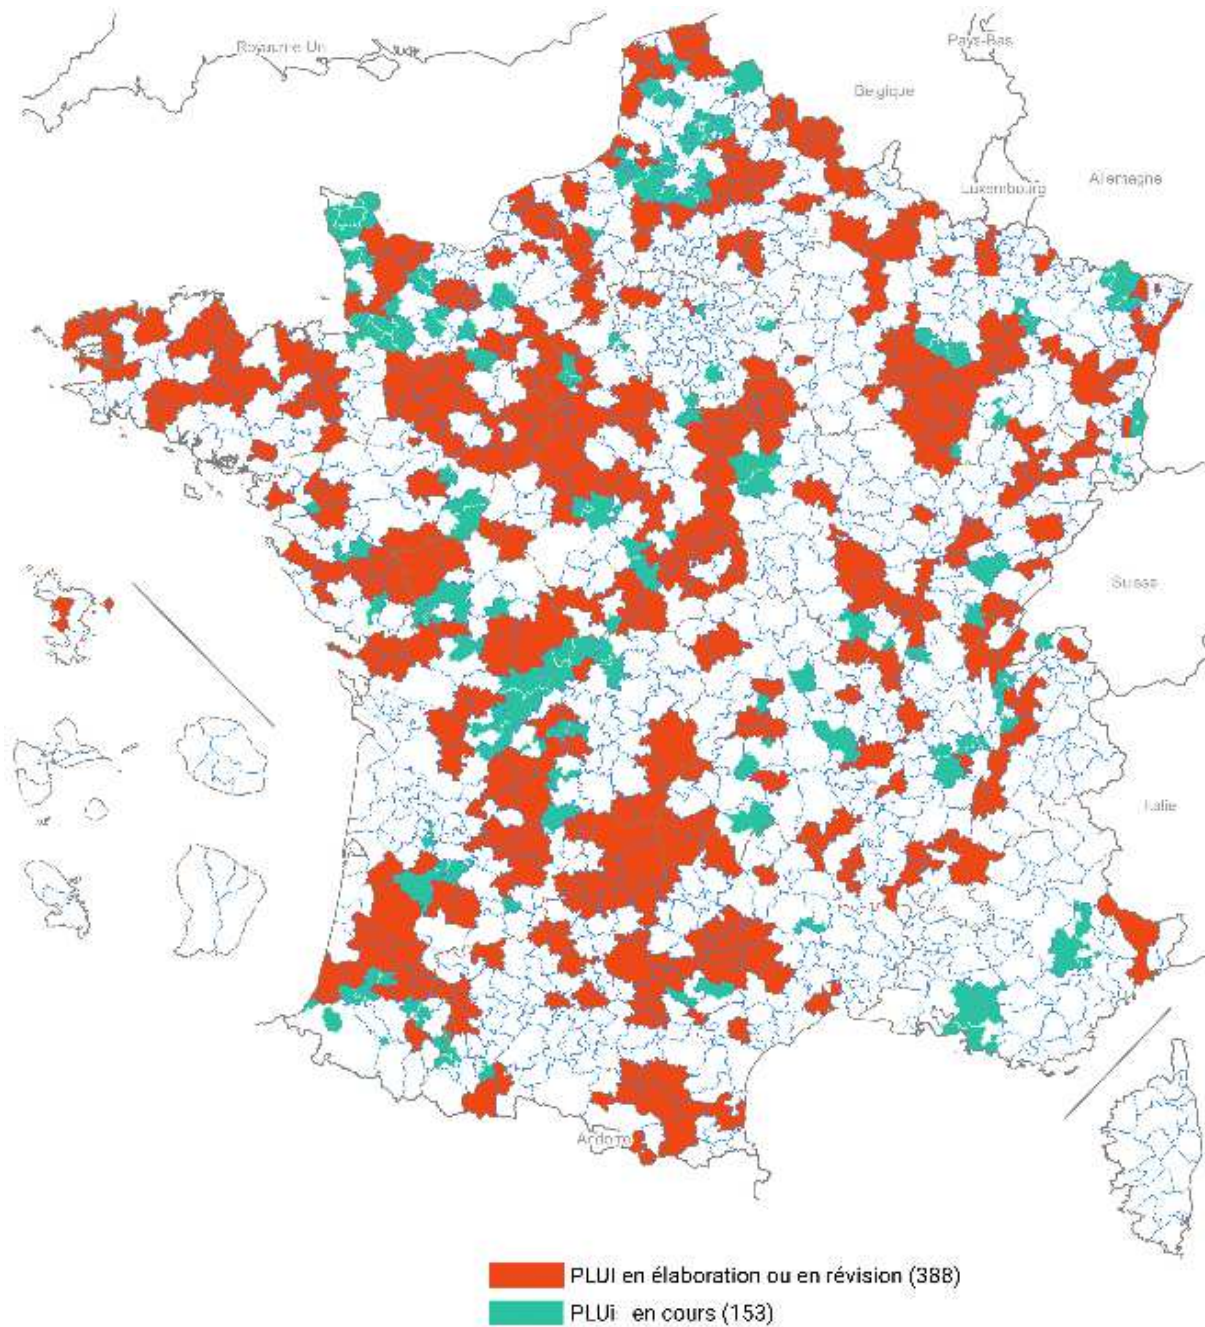 Royaume-Uni
Pays-Bas
Belgique
Luxembourg
Allemagne
Suisse
Italie
Andorre
PLUI en élaboration ou en révision (388)
PLUi en cours (153)